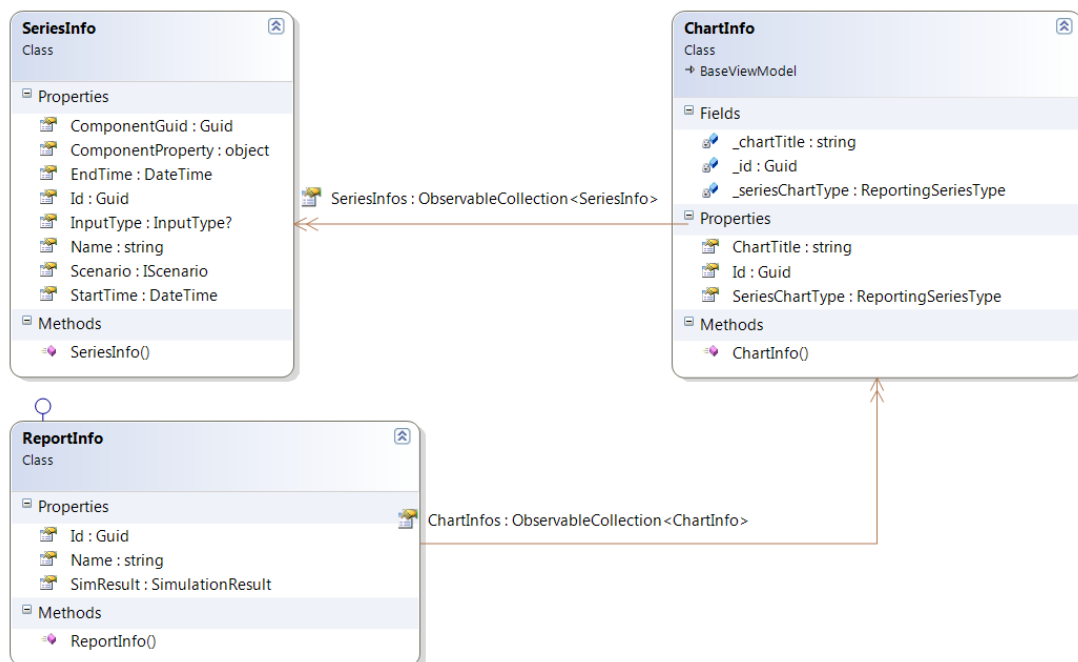 SeriesInfo
Class
Properties
ComponentGuid : Guid
ComponentProperty : object
EndTime : DateTime
Id : Guid
InputType : InputType?
Name : string
Scenario : IScenario
StartTime : DateTime
Methods
SeriesInfo()
SeriesInfos : ObservableCollection<SeriesInfo>
ChartInfo
Class
BaseViewModel
Fields
_chartTitle : string
_id : Guid
_seriesChartType : ReportingSeriesType
Properties
ChartTitle : string
Id : Guid
SeriesChartType : ReportingSeriesType
Methods
ChartInfo()
ReportInfo
Class
Properties
Id : Guid
Name : string
SimResult : SimulationResult
Methods
ReportInfo()
ChartInfos : ObservableCollection<ChartInfo>